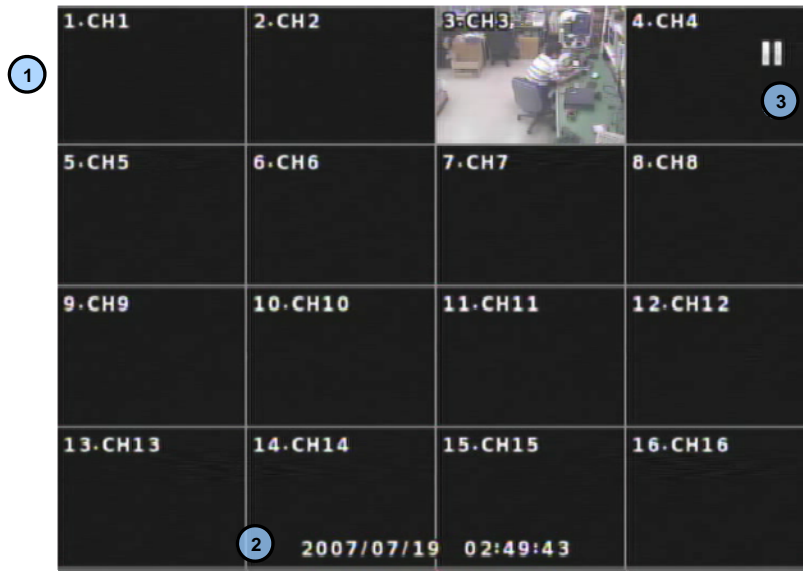 1.CH1
2.CH2
3.CH3
4.CH4
1
3
5.CH5
6.CH6
7.CH7
8.CH8
9.CH9
10.CH10
11.CH11
12.CH12
13.CH13
14.CH14
15.CH15
16.CH16
2
2007/07/19 02:49:43